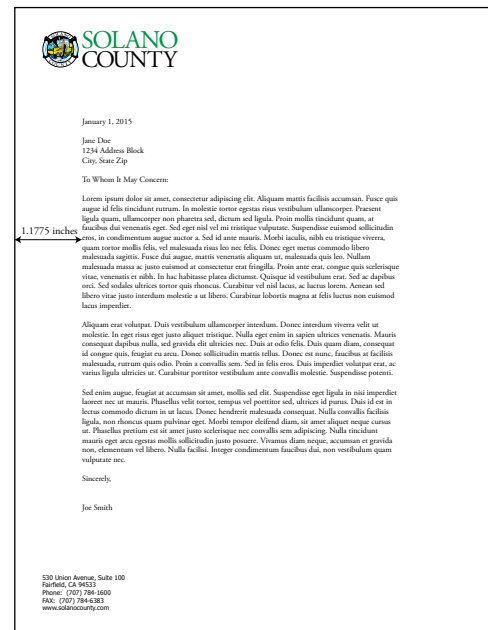 SOLANO
COUNTY
January 1, 2015
Jane Doe
1234 Address Block
City, State Zip
To Whom It May Concern:
Lorem ipsum dolor sit amet, consectetur adipiscing elit. Aliquam mattis facilisis accumsan. Fusce quis
augue id felis tincidunt rutrum. In molestie tortor egestas risus vestibulum ullamcorper. Praesent
ligula quam, ullamcorper non pharetra sed, dictum sed ligula. Proin mollis tincidunt quam, at
faucibus dui venenatis eget. Sed eget nisl vel mi tristique vulputate. Suspendisse euismod sollicitudin
1.1775 inches
eros, in condimentum augue auctor a. Sed id ante mauris. Morbi iaculis, nibh eu tristique viverra,
quam tortor mollis felis, vel malesuada risus leo nec felis. Donec eget metus commodo libero
malesuada sagittis. Fusce dui augue, mattis venenatis aliquam ut, malesuada quis leo. Nullam
malesuada massa ac justo euismod at consectetur erat fringilla. Proin ante erat, congue quis scelerisque
vitae, venenatis et nibh. In hac habitasse platea dictumst. Quisque id vestibulum erat. Sed ac dapibus
orci. Sed sodales ultrices tortor quis rhoncus. Curabitur vel nisl lacus, ac luctus lorem. Aenean sed
libero vitae justo interdum molestie a ut libero. Curabitur lobortis magna at felis luctus non euismod
lacus imperdiet.
Aliquam erat volutpat. Duis vestibulum ullamcorper interdum. Donec interdum viverra velit ut
molestie. In eget risus eget justo aliquet tristique. Nulla eget enim in sapien ultrices venenatis. Mauris
consequat dapibus nulla, sed gravida elit ultricies nec. Duis at odio felis. Duis quam diam, consequat
id congue quis, feugiat eu arcu. Donec sollicitudin mattis tellus. Donec est nunc, faucibus at facilisis
malesuada, rutrum quis odio. Proin a convallis sem. Sed in felis eros. Duis imperdiet volutpat erat, ac
varius ligula ultricies ut. Curabitur porttitor vestibulum ante convallis molestie. Suspendisse potenti.
Sed enim augue, feugiat at accumsan sit amet, mollis sed elit. Suspendisse eget ligula in nisi imperdiet
laoreet nec ut mauris. Phasellus velit tortor, tempus vel porttitor sed, ultrices id purus. Duis id est in
lectus commodo dictum in ut lacus. Donec hendrerit malesuada consequat. Nulla convallis facilisis
ligula, non rhoncus quam pulvinar eget. Morbi tempor eleifend diam, sit amet aliquet neque cursus
ut. Phasellus pretium est sit amet justo scelerisque nec convallis sem adipiscing. Nulla tincidunt
mauris eget arcu egestas mollis sollicitudin justo posuere. Vivamus diam neque, accumsan et gravida
non, elementum vel libero. Nulla facilisi. Integer condimentum faucibus dui, non vestibulum quam
vulputate nec.
Sincerely,
Joe Smith
530 Union Avenue, Suite 100
Fairfield, CA 94533
Phone: (707) 784-1600
FAX: (707) 784-6383
www.solanocounty.com